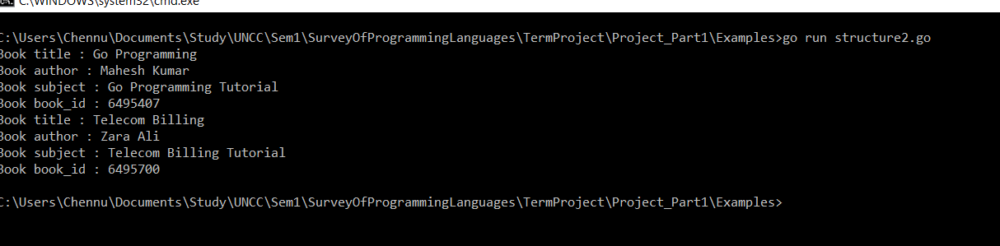 C:\WINDOWS\system32\cmd.exe
C:\Users\Chennu\Documents\Study\UNCC\Sem1\SurveyOfProgrammingLanguages\TermProject\Project_Part1\Examples>go run structure2.go
Book title : Go Programming
Book author : Mahesh Kumar
Book subject : Go Programming Tutorial
Book book_id : 6495407
Book title : Telecom Billing
Book author : Zara Ali
Book subject : Telecom Billing Tutorial
Book book_id : 6495700
C:\Users\Chennu\Documents\Study\UNCC\Sem1\SurveyOfProgrammingLanguages\TermProject\Project_Part1\Examples>